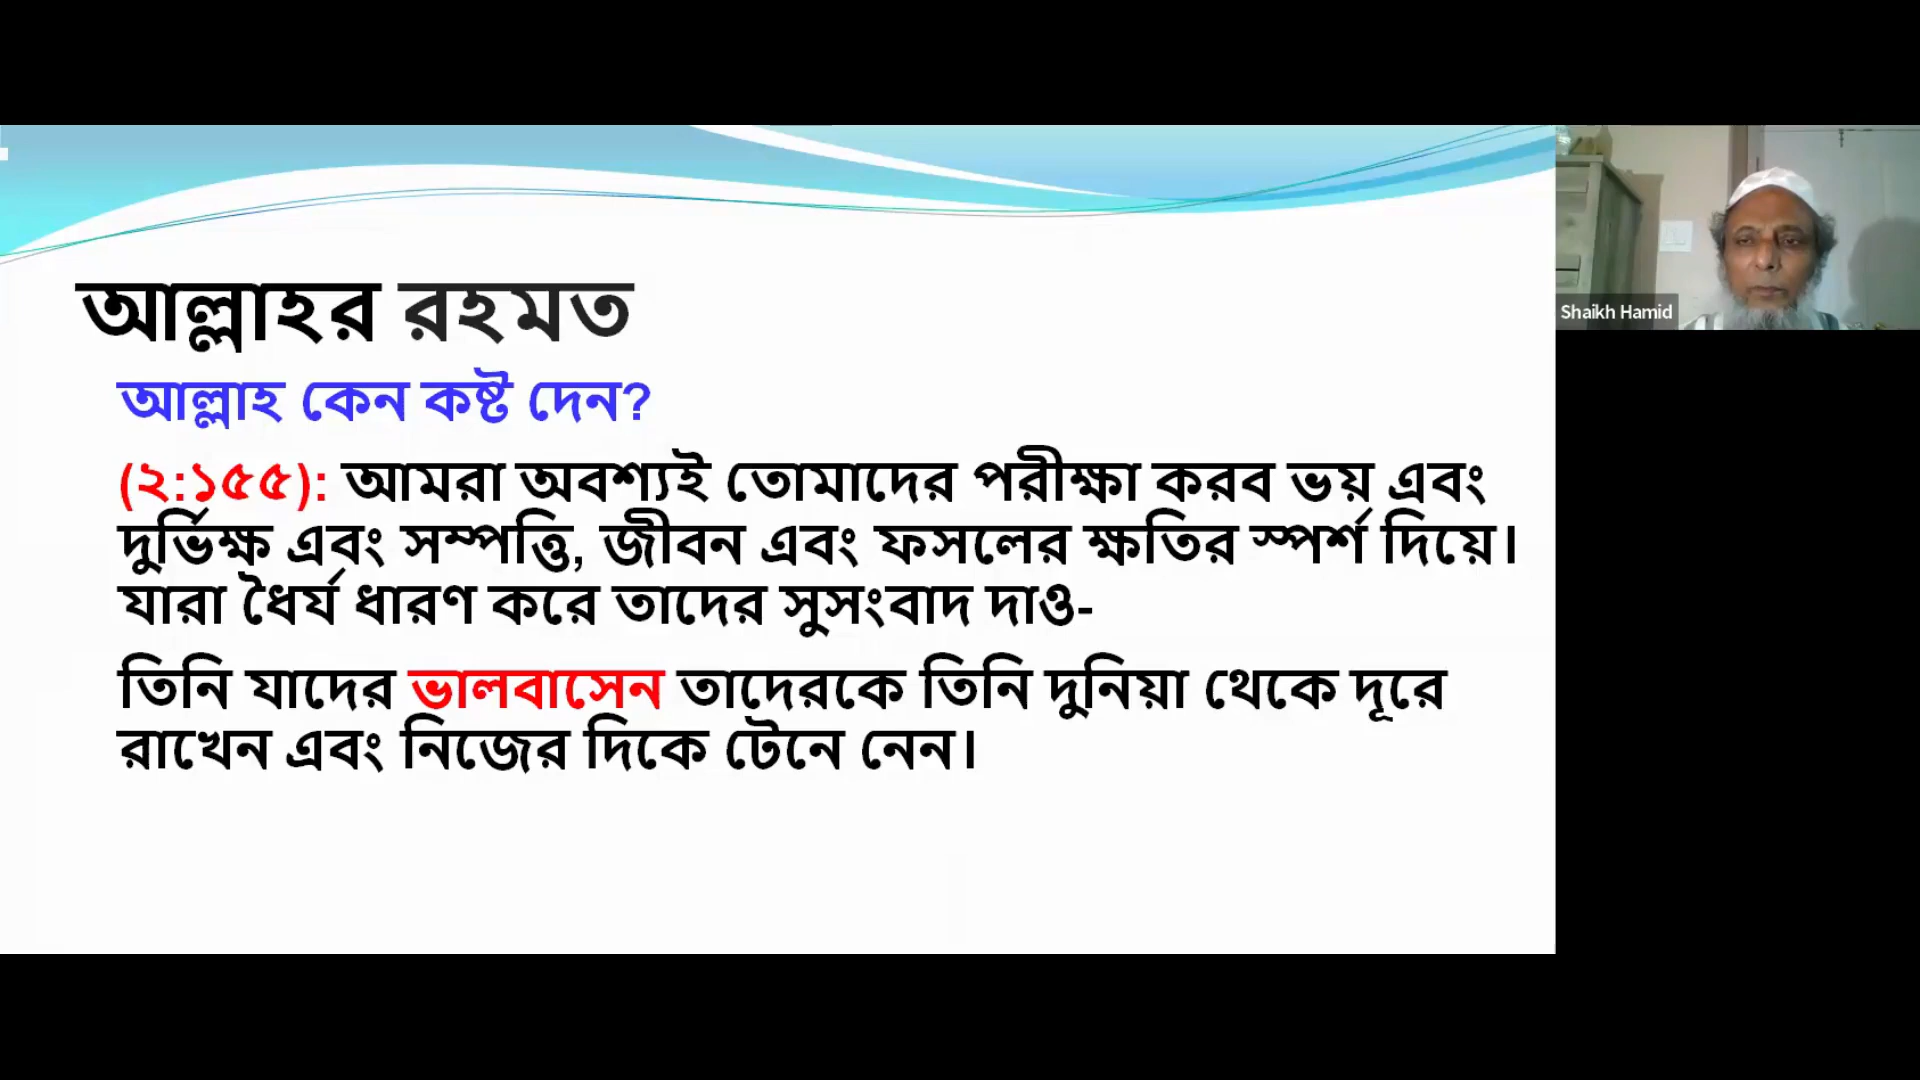 আল্লাহর রহমত
আল্লাহ কেন কষ্ট দেন?
(২:১৫৫): আমরা অবশ্যই তোমাদের পরীক্ষা করব ভয় এবং
দুর্ভিক্ষ এবং সম্পত্তি, জীবন এবং ফসলের ক্ষতির স্পর্শ দিয়ে।
যারা ধৈর্য ধারণ করে তাদের সুসংবাদ দাও-
তিনি যাদের ভালবাসেন তাদেরকে তিনি দুনিয়া থেকে দূরে
রাখেন এবং নিজের দিকে টেনে নেন।
Shaikh Hamid